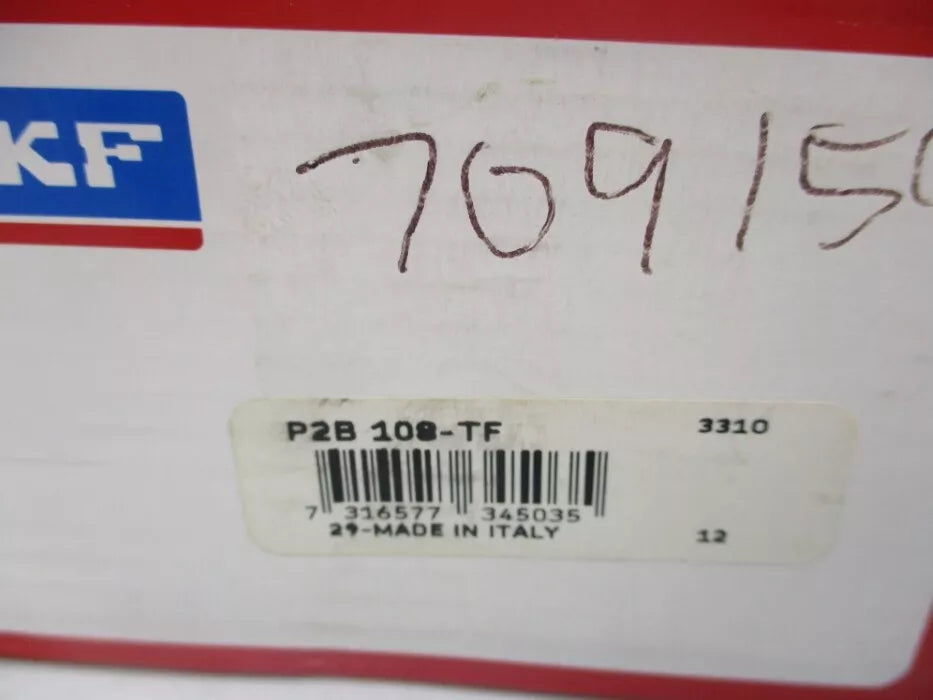 KF
70915
P2B 108-TF 3310
7 316577 345035
29-MADE IN ITALY 12